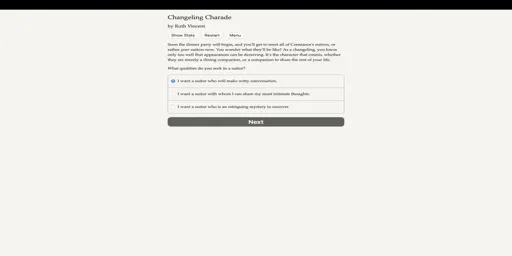 Changeling Charade
by Ruth Vincent
Show Stats Restart Menu
Soon the dinner party will begin, and you'll get to meet all of Constance's suitors, or
rather your suitors now. You wonder what they'll be like? As a changeling, you know
only too well that appearances can be deceiving. It's the character that counts, whether
they are merely a dining companion, or a companion to share the rest of your life.
What qualities do you seek in a suitor?
I want a suitor who will make witty conversation.
I want a suitor with whom I can share my most intimate thoughts.
I want a suitor who is an intriguing mystery to uncover.
Next